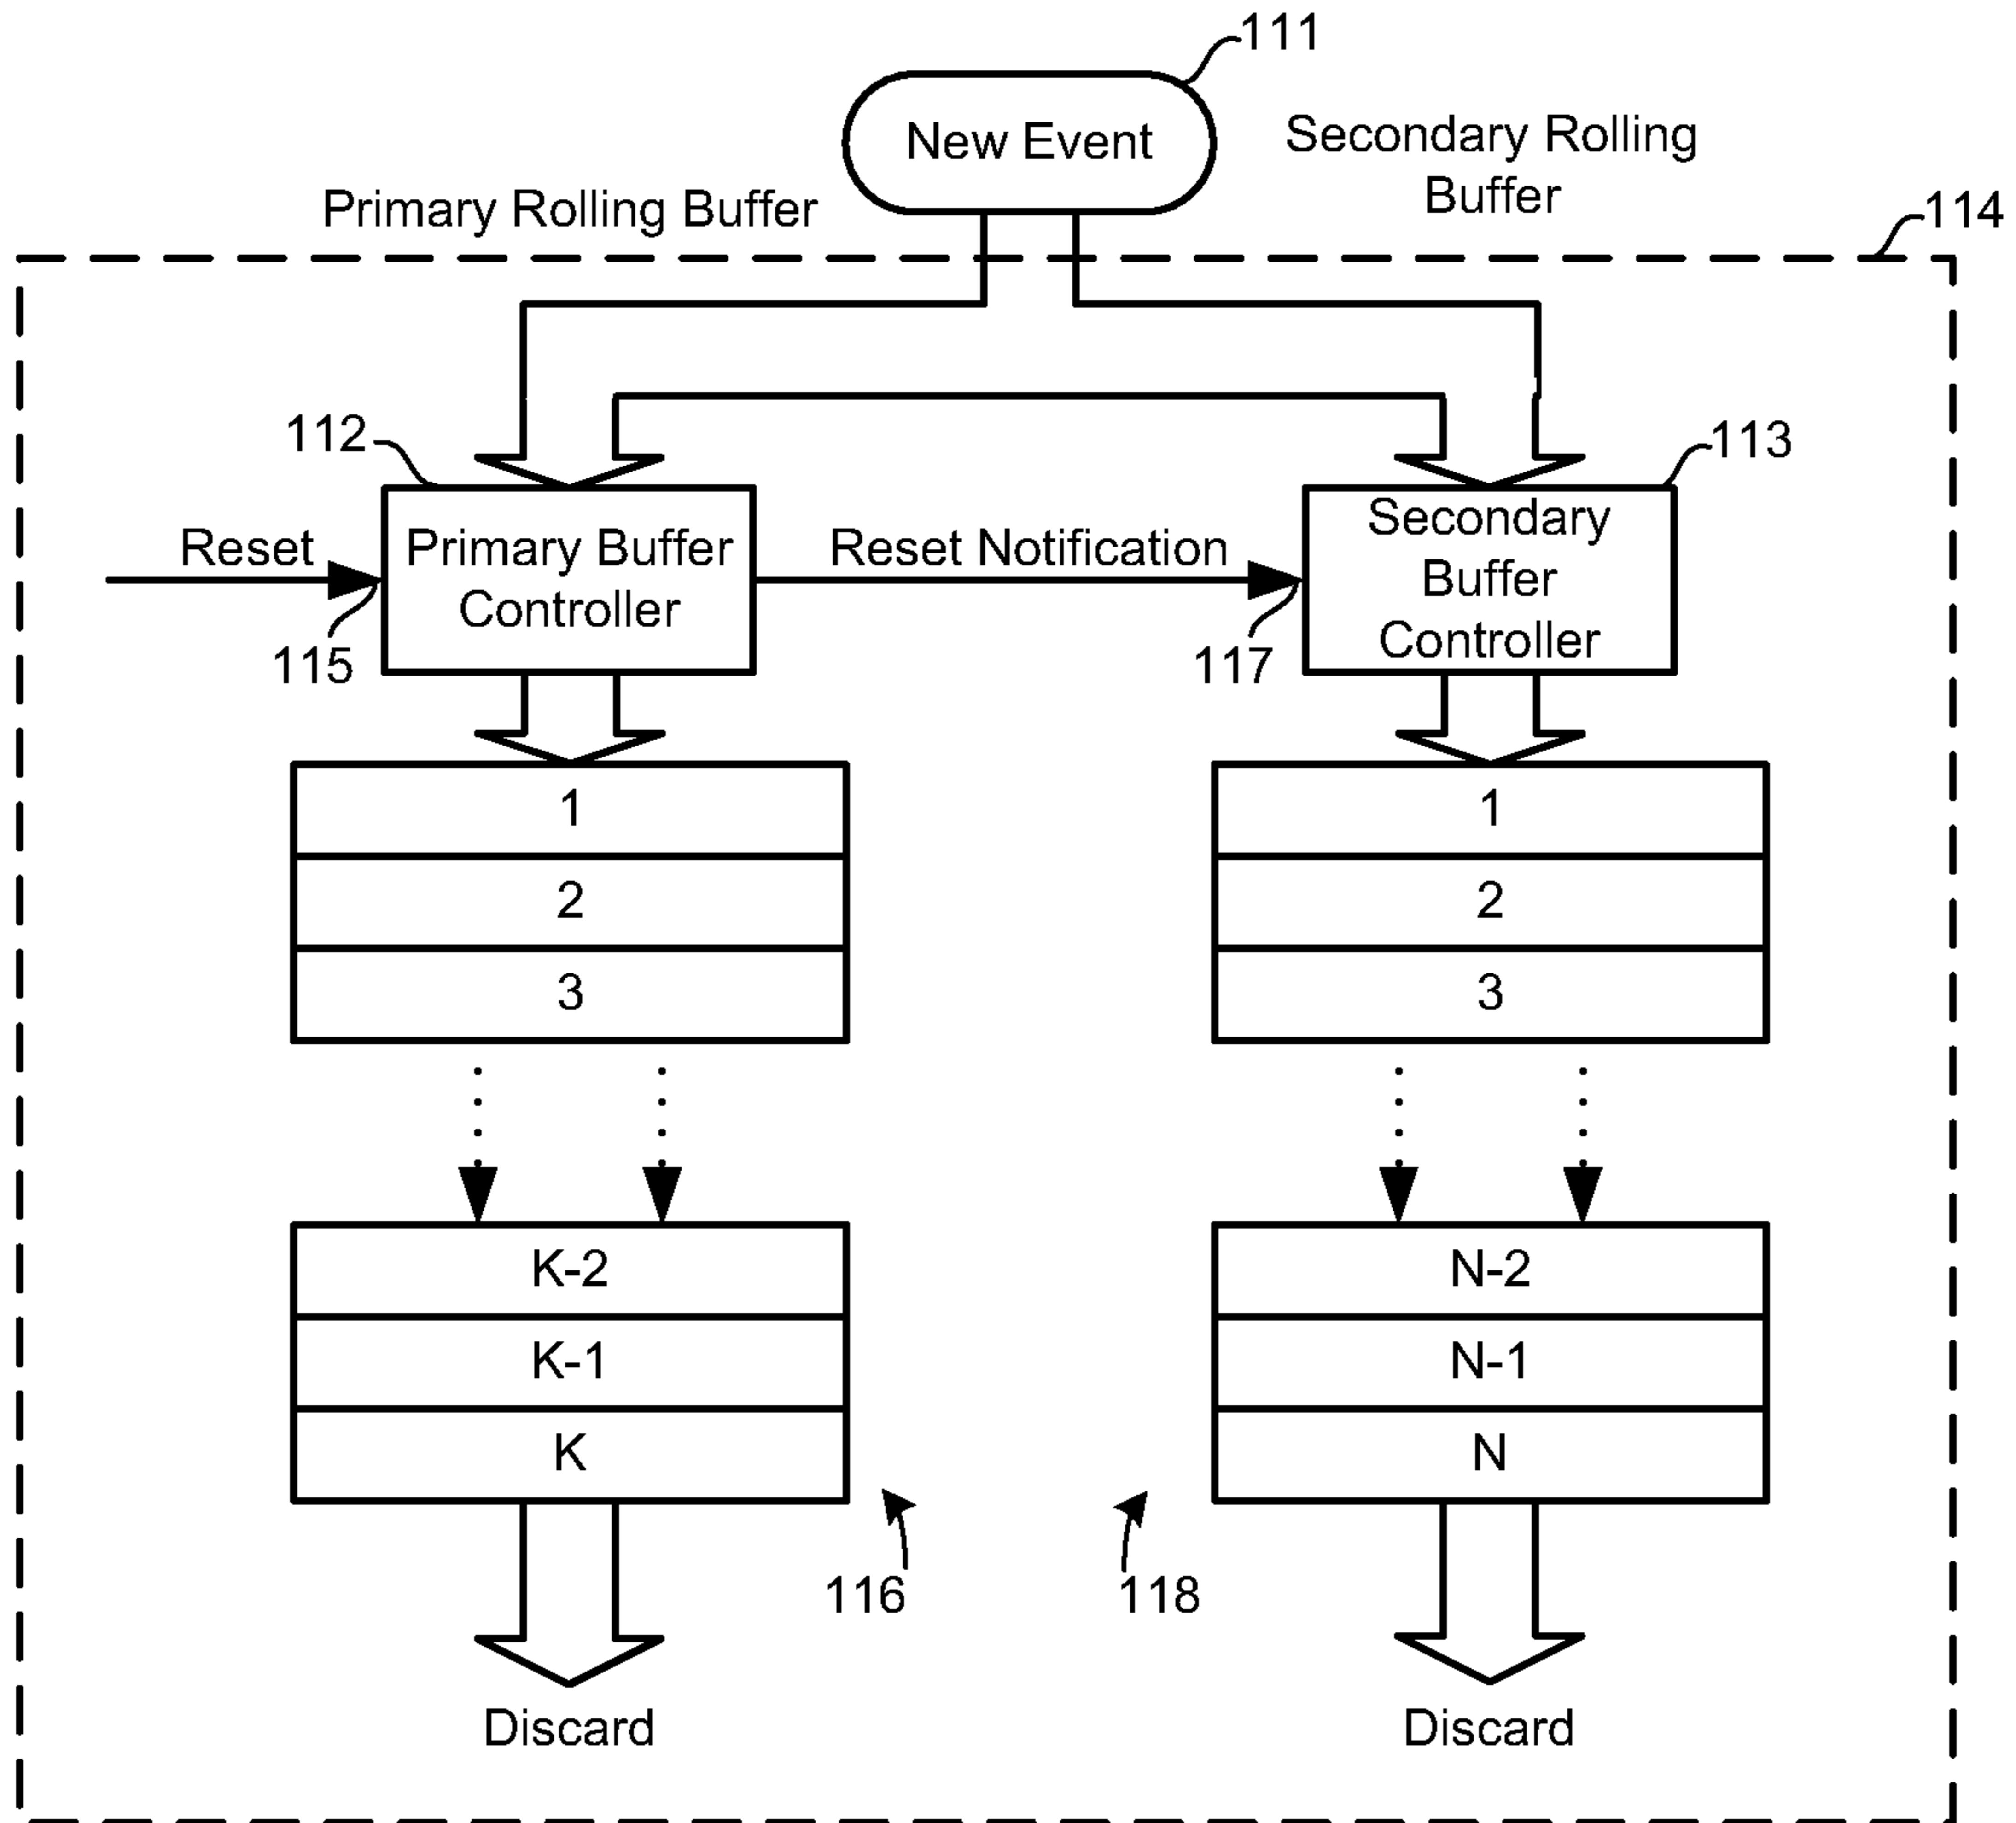 111
New Event
Secondary Rolling
Buffer
Primary Rolling Buffer
114
112
113
Reset
Primary Buffer
Controller
Reset Notification
Secondary
Buffer
Controller
115
117
1
2
3
1
2
3
K-2
K-1
K
N-2
N-1
N
116
118
Discard
Discard